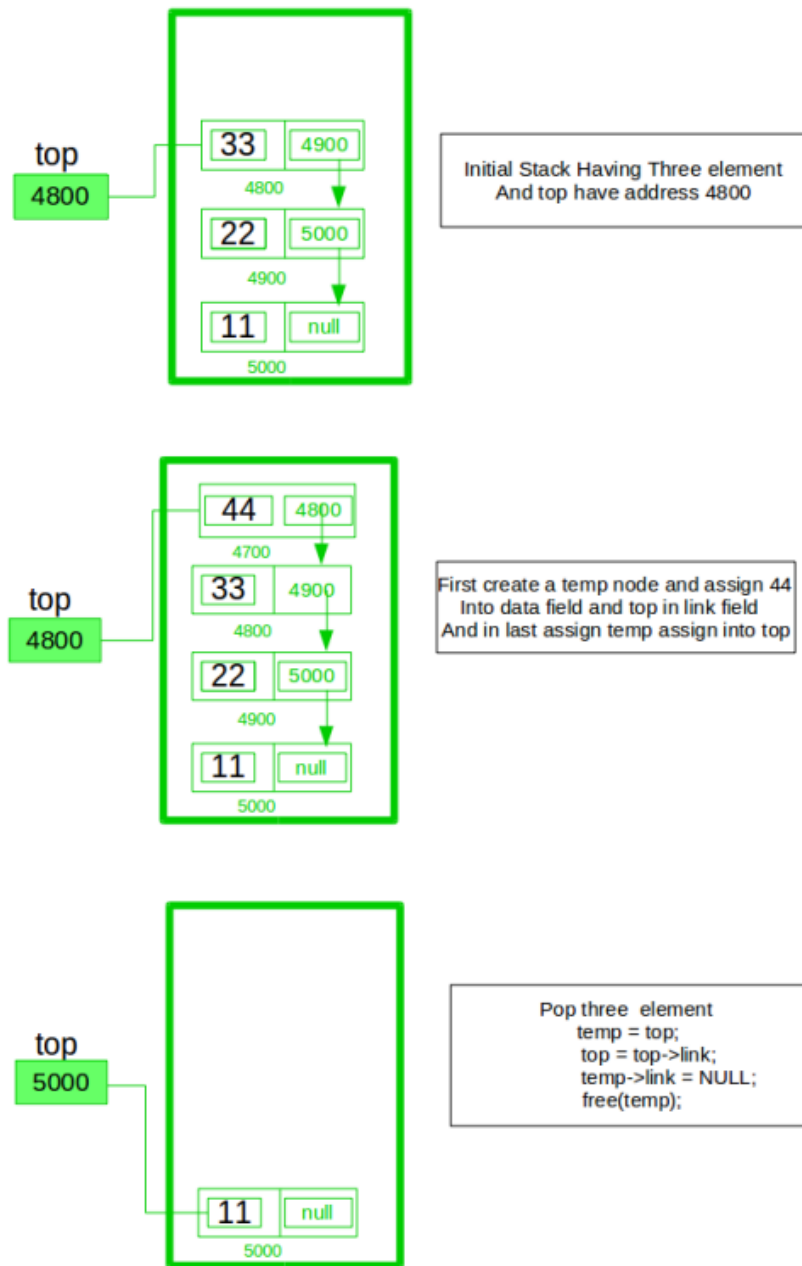 top
4800
33 4900
4800
22 5000
4900
11 null
5000
Initial Stack Having Three element
And top have address 4800
top
4800
44 4800
4700
33 4900
4800
22 5000
4900
11 null
5000
First create a temp node and assign 44
Into data field and top in link field
And in last assign temp assign into top
top
5000
11 null
5000
Pop three element
temp = top;
top = top->link;
temp->link = NULL;
free(temp);